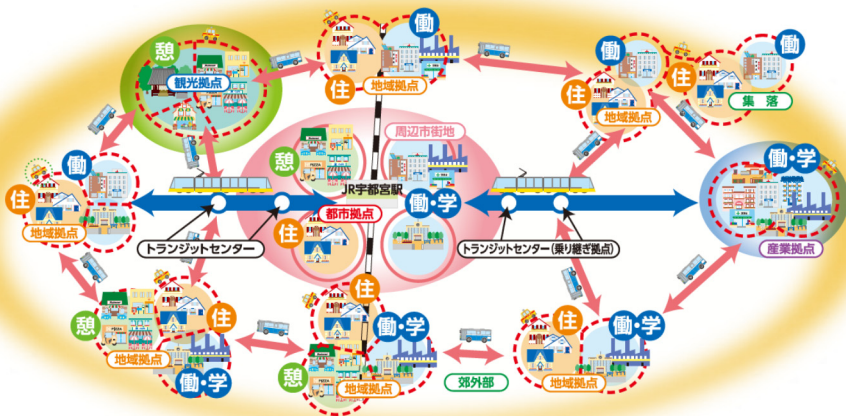 憩
観光拠点
住
働
地域拠点
働
住
地域拠点
住
働
集 落
住
働
地域拠点
憩
周辺市街地
JR宇都宮駅
都市拠点
住
働・学
働・学
産業拠点
トランジットセンター
トランジットセンター(乗り継ぎ拠点)
憩
住
地域拠点
働・学
住
働・学
憩
地域拠点
郊外部
住
働・学
地域拠点